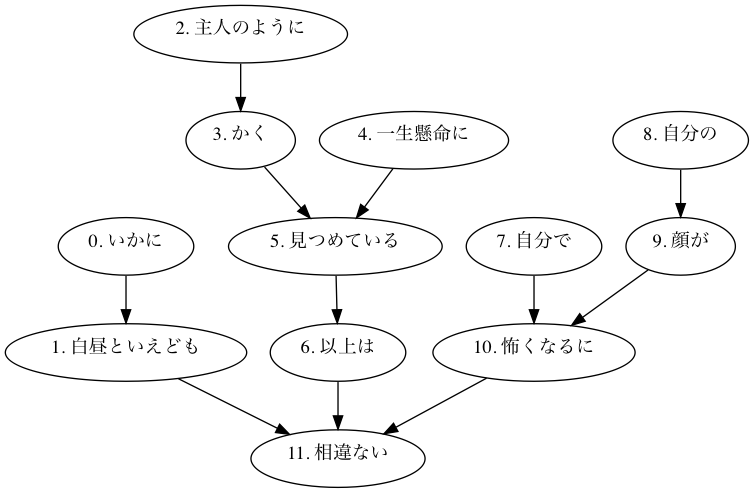 2. 主人のように
3. かく
4. 一生懸命に
8. 自分の
0. いかに
5. 見つめている
7. 自分で
9. 顔が
1. 白昼といえども
6. 以上は
10. 怖くなるに
11. 相違ない